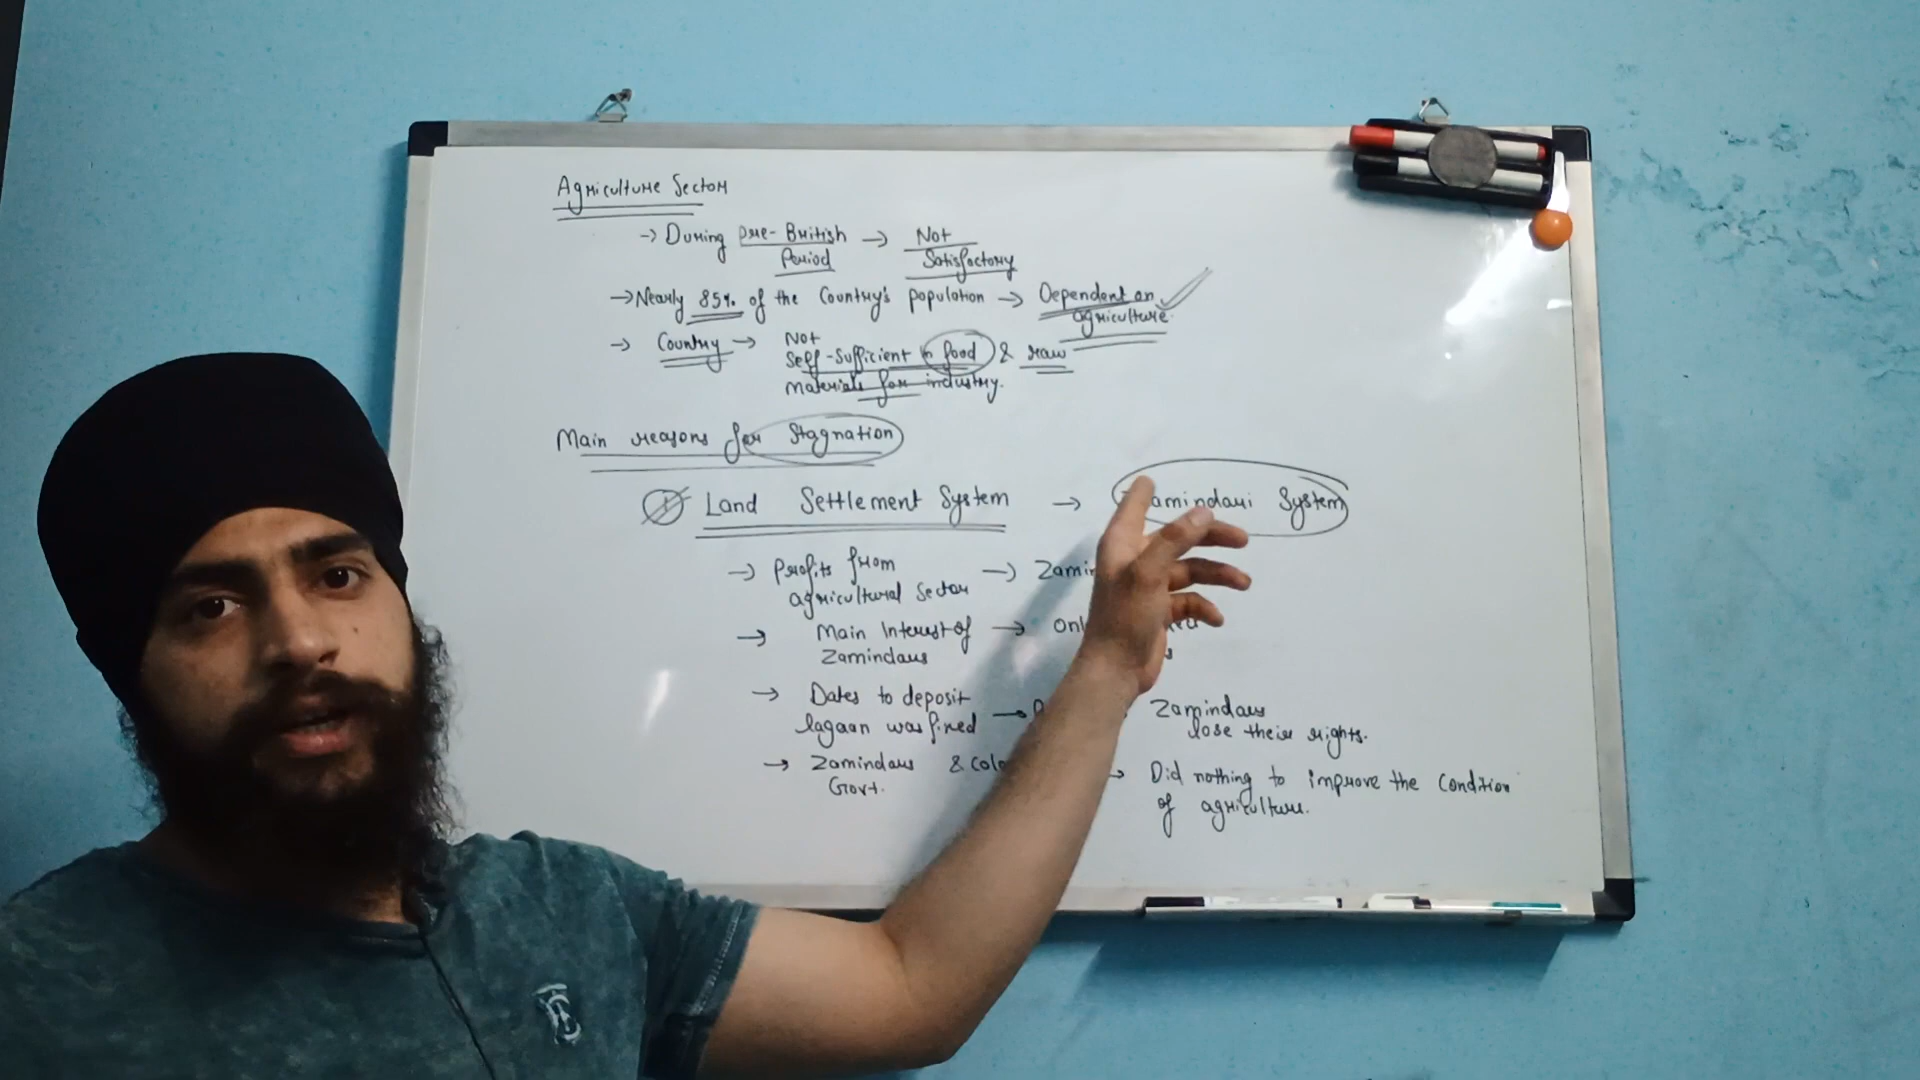 Agriculture Sector
→ During pre-British → Not
Period Satisfactory
→ Nearly 85% of the Country's population → Dependent on
agriculture
→ Country → Not
Self-Sufficient in food & raw
materials for industry.
Main reasons for Stagnation
① Land Settlement System → Zamindari System
→ Profits from → Zamin
agricultural Sector
→ Main Interest of →
Zamindars
→ Dates to deposit
lagaan was fixed → Zamindars
lose their rights.
→ Zamindars & colo
Govt. → Did nothing to improve the condition
of agriculture.